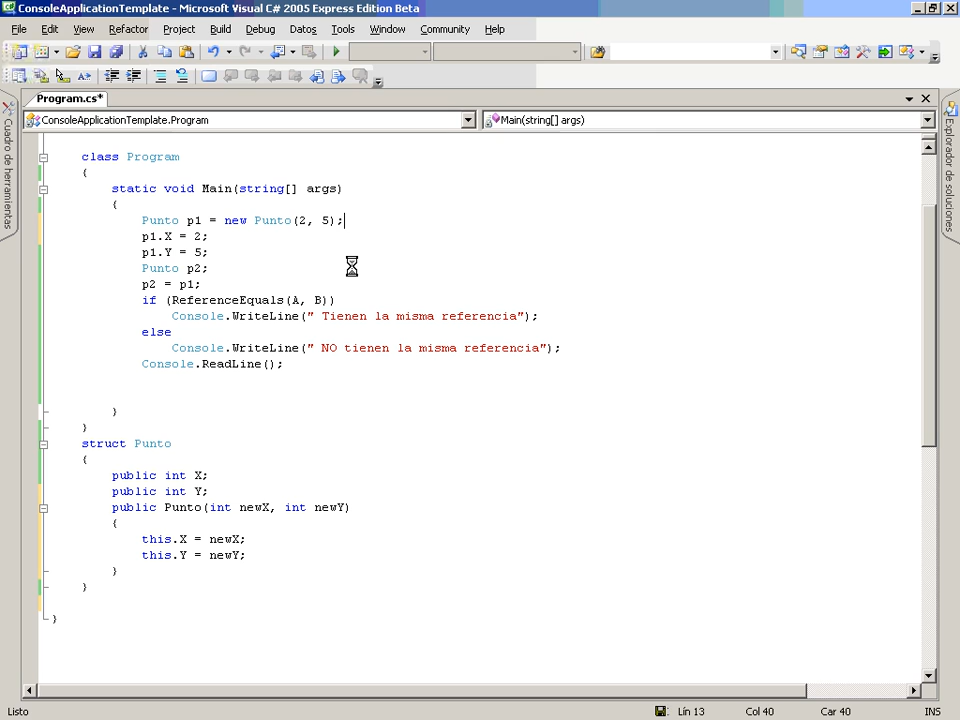 ConsoleApplicationTemplate - Microsoft Visual C# 2005 Express Edition Beta
File Edit View Refactor Project Build Debug Datos Tools Window Community Help
Program.cs*
ConsoleApplicationTemplate.Program
Main(string[] args)
Cuadro de herramientas
Explorador de soluciones
class Program
{
static void Main(string[] args)
{
Punto p1 = new Punto(2, 5);
p1.X = 2;
p1.Y = 5;
Punto p2;
p2 = p1;
if (ReferenceEquals(A, B))
Console.WriteLine(" Tienen la misma referencia");
else
Console.WriteLine(" NO tienen la misma referencia");
Console.ReadLine();
}
}
struct Punto
{
public int X;
public int Y;
public Punto(int newX, int newY)
{
this.X = newX;
this.Y = newY;
}
}
}
Listo Lín 13 Col 40 Car 40 INS